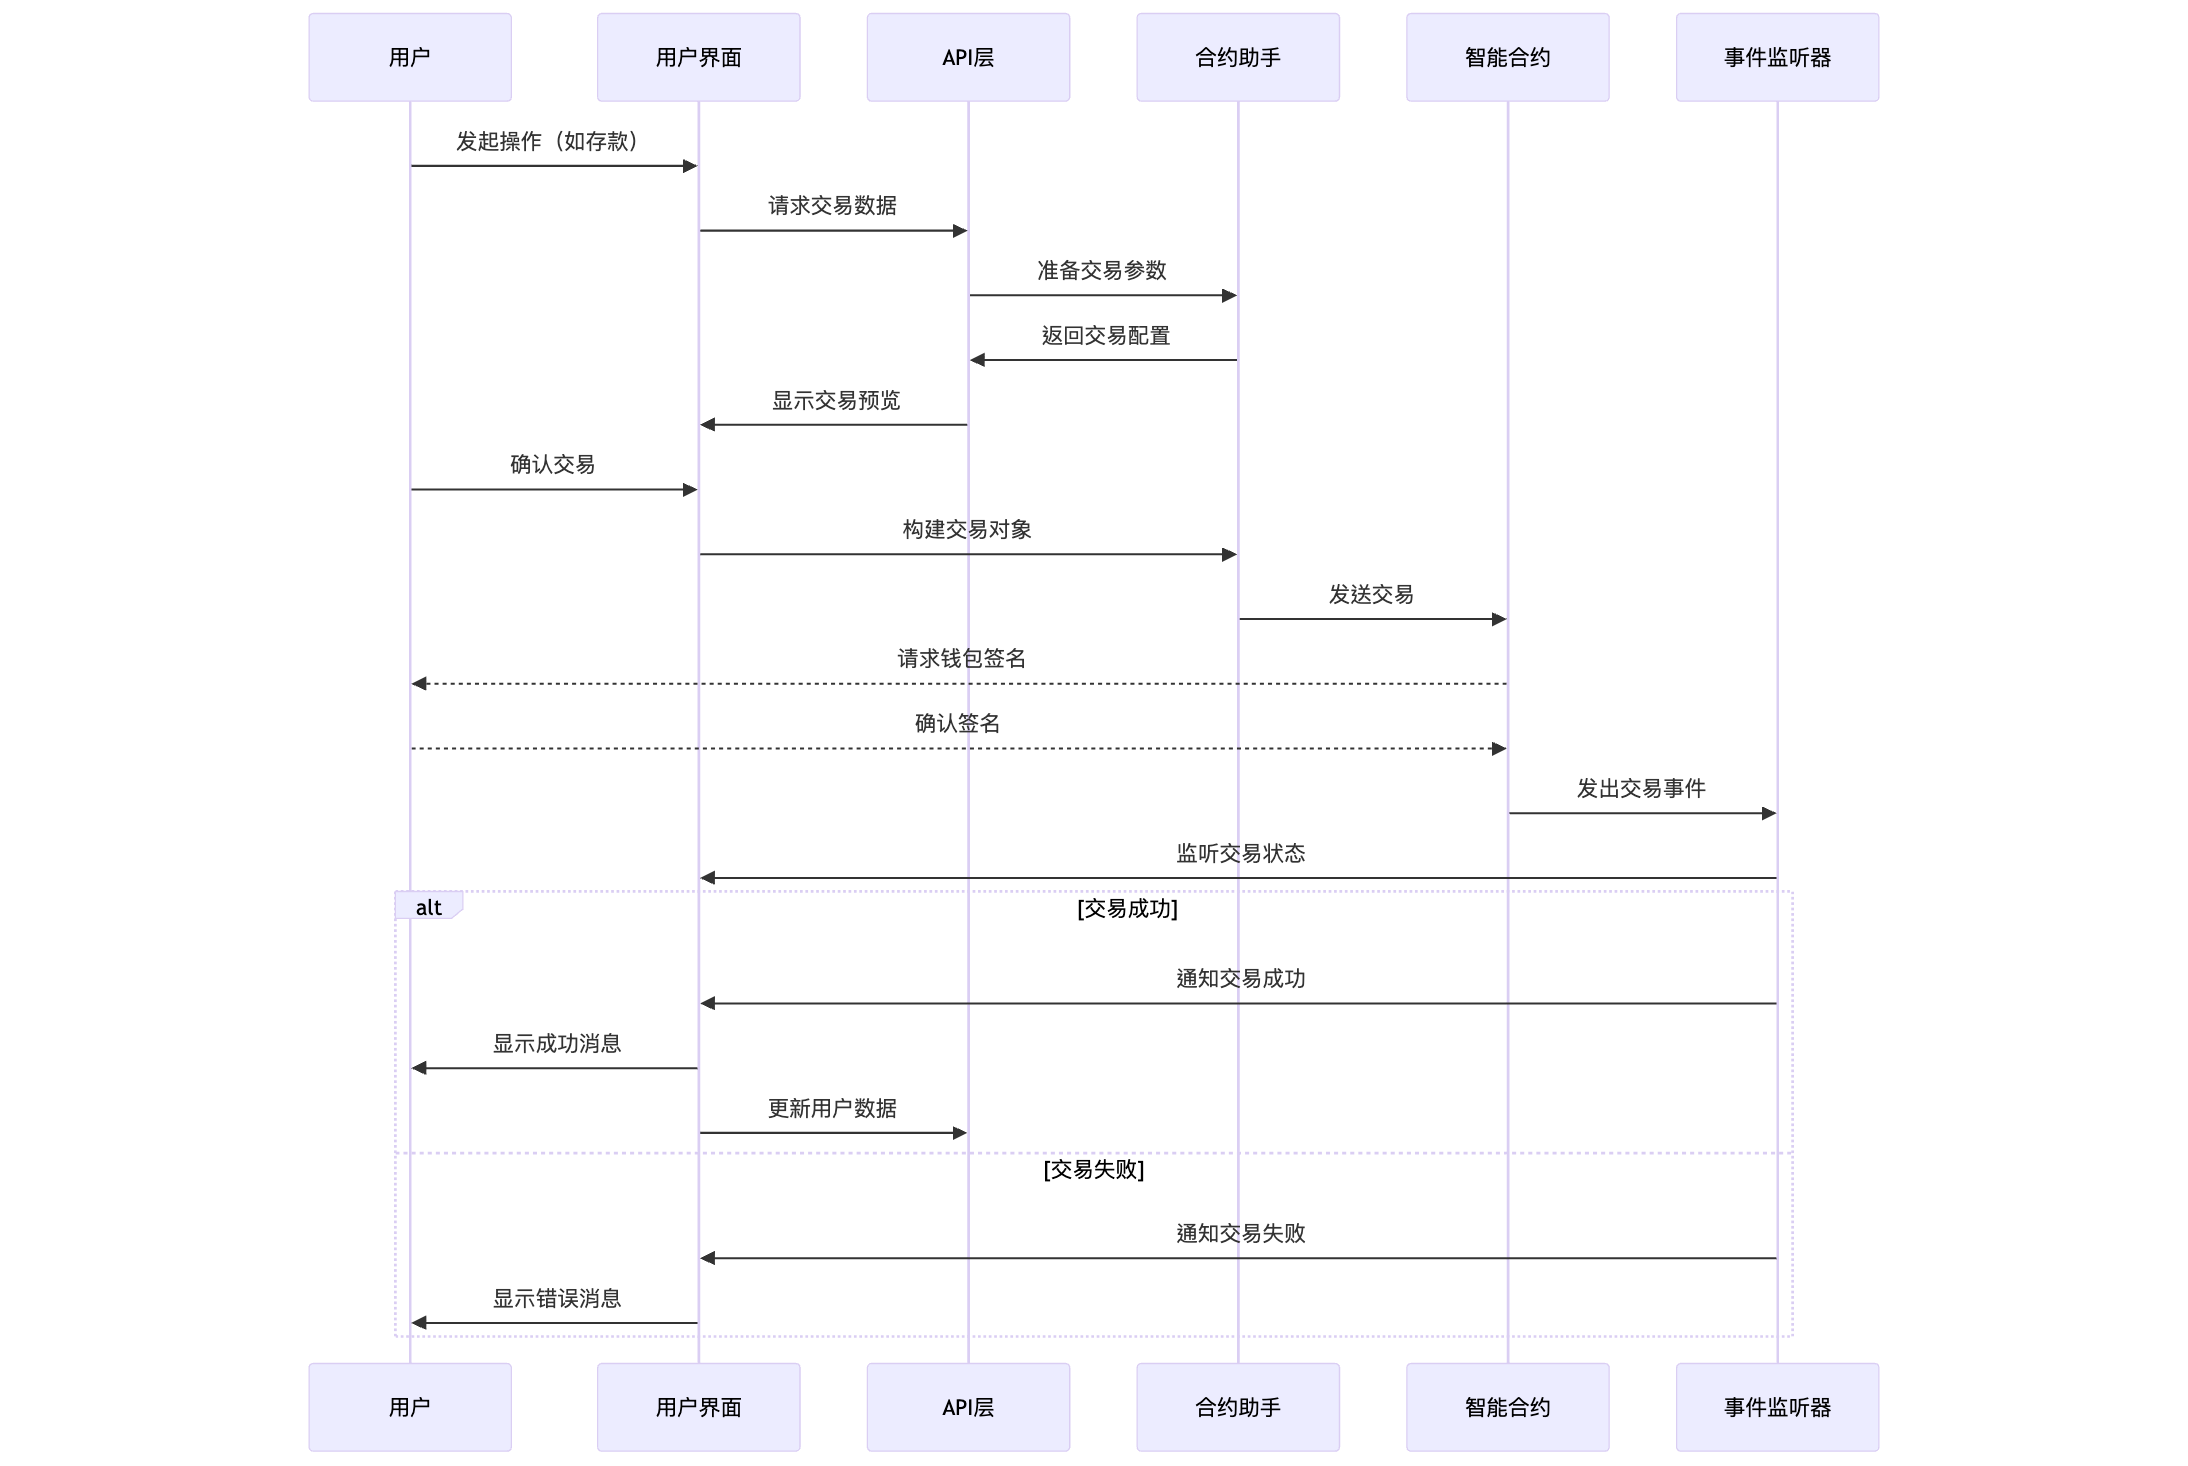 用户
用户界面
API层
合约助手
智能合约
事件监听器
发起操作（如存款）
请求交易数据
准备交易参数
返回交易配置
显示交易预览
确认交易
构建交易对象
发送交易
请求钱包签名
确认签名
发出交易事件
监听交易状态
alt
[交易成功]
通知交易成功
显示成功消息
更新用户数据
[交易失败]
通知交易失败
显示错误消息
用户
用户界面
API层
合约助手
智能合约
事件监听器